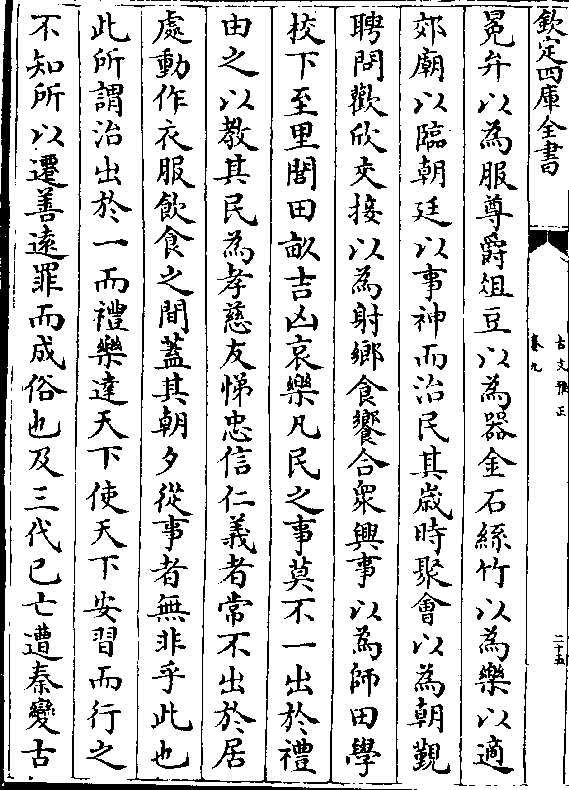 欽定四庫全書
古文雅正
卷九
二十五
冕弁以為服尊爵俎豆以為器金石絲竹以為樂以適
郊廟以臨朝廷以事神而治民其歳時聚會以為朝覲
聘問歡欣交接以為射鄉食饗合衆興事以為師田學
校下至里閭田畝吉凶哀樂凡民之事莫不一出於禮
由之以教其民為孝慈友悌忠信仁義者常不出於居
處動作衣服飲食之間蓋其朝夕從事者無非乎此也
此所謂治出於一而禮樂達天下使天下安習而行之
不知所以遷善逺罪而成俗也及三代已亡遭秦變古